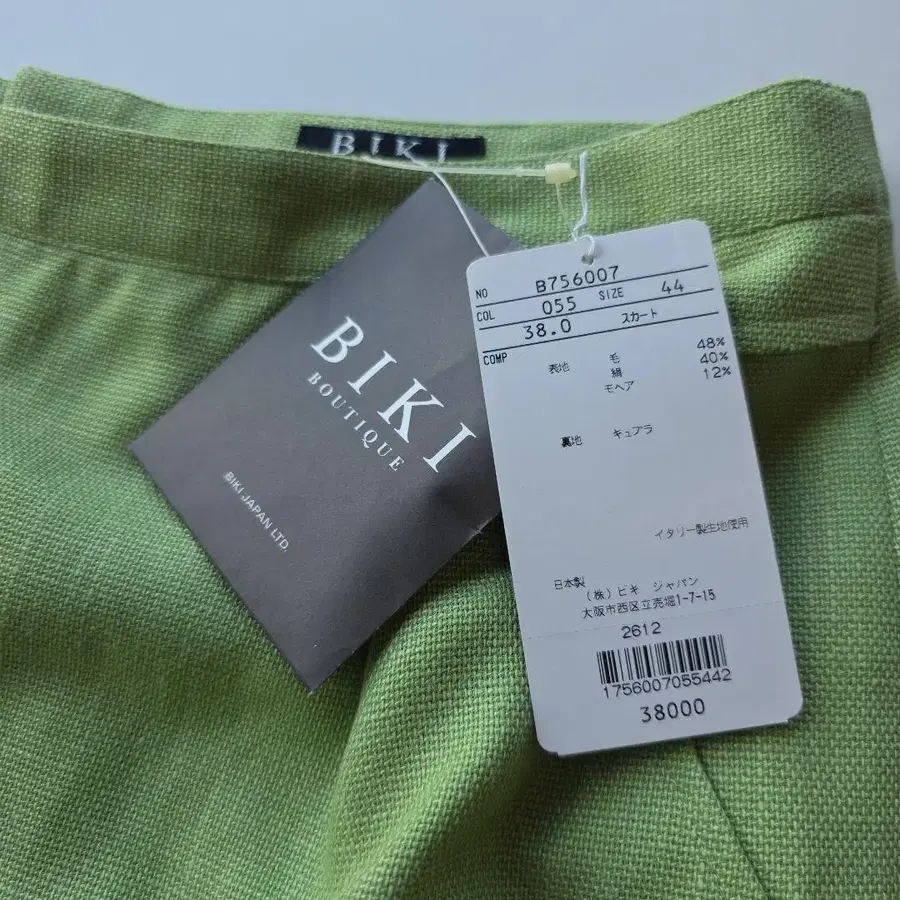 BIKI
BIKI
BOUTIQUE
BIKI JAPAN LTD.
NO B756007
COL 055 SIZE 44
38.0 スカート
COMP
表地 毛 48%
絹 40%
モヘア 12%
裏地 キュプラ
イタリー製生地使用
日本製
(株) ビキ ジャパン
大阪市西区立売堀1-7-15
2612
1756007055442
38000